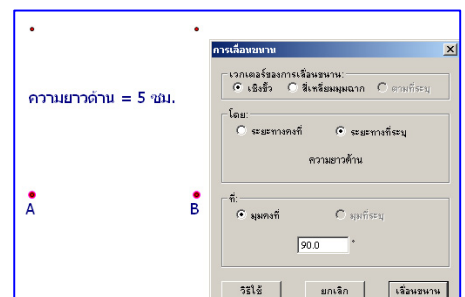 การเลื่อนขนาน
ความยาวด้าน = 5 ซม.
A
B
เวกเตอร์ของการเลื่อนขนาน:
เชิงขั้ว
สี่เหลี่ยมมุมฉาก
ตามที่ระบุ
โดย:
ระยะทางคงที่
ระยะทางที่ระบุ
ความยาวด้าน
ที่:
มุมคงที่
มุมที่ระบุ
90.0 °
วิธีใช้
ยกเลิก
เลื่อนขนาน